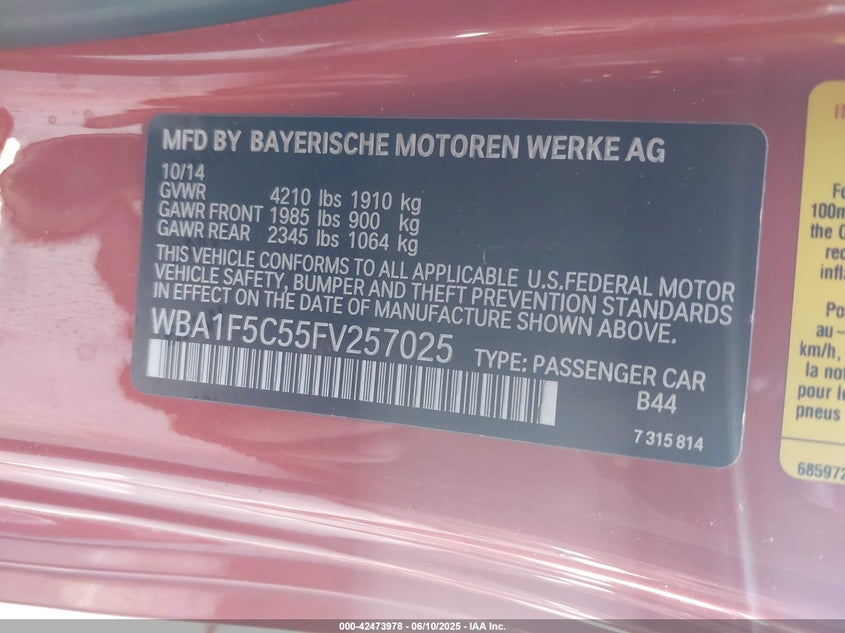 MFD BY BAYERISCHE MOTOREN WERKE AG
10/14
GVWR 4210 lbs 1910 kg
GAWR FRONT 1985 lbs 900 kg
GAWR REAR 2345 lbs 1064 kg
THIS VEHICLE CONFORMS TO ALL APPLICABLE U.S.FEDERAL MOTOR
VEHICLE SAFETY, BUMPER AND THEFT PREVENTION STANDARDS
IN EFFECT ON THE DATE OF MANUFACTURE SHOWN ABOVE.
WBA1F5C55FV257025 TYPE: PASSENGER CAR
B44
7 315 814
100m
the
rec
infl
au-
km/h,
la not
pour le
pneus
685972
000-42473978 - 06/10/2025 - IAA Inc.